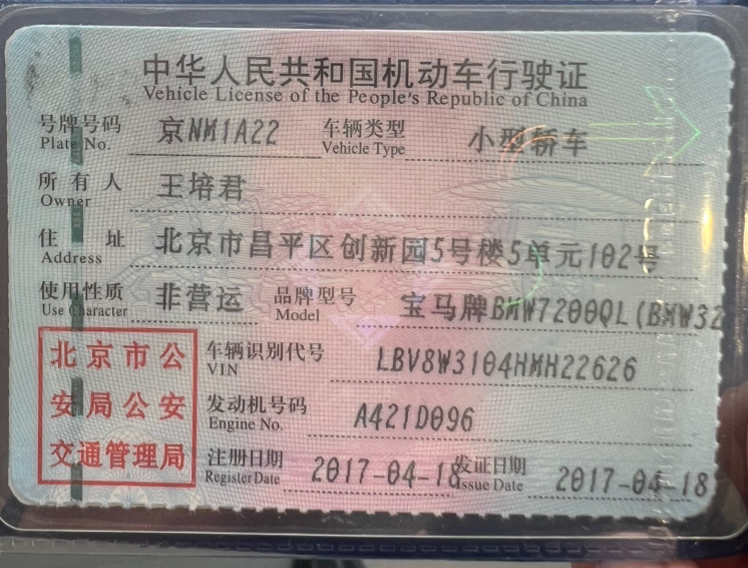 中华人民共和国机动车行驶证
Vehicle License of the People's Republic of China
号牌号码 京NM1A22 车辆类型 小型轿车
Plate No. Vehicle Type
所有人 王培君
Owner
住址 北京市昌平区创新园5号楼5单元102号
Address
使用性质 非营运 品牌型号 宝马牌BMW7200QL(BMW32
Use Character Model
北京市公 车辆识别代号 LBV8W3104HMH22626
VIN
安局公安 发动机号码 A421D096
Engine No.
交通管理局 注册日期 2017-04-18 发证日期 2017-04-18
Register Date Issue Date